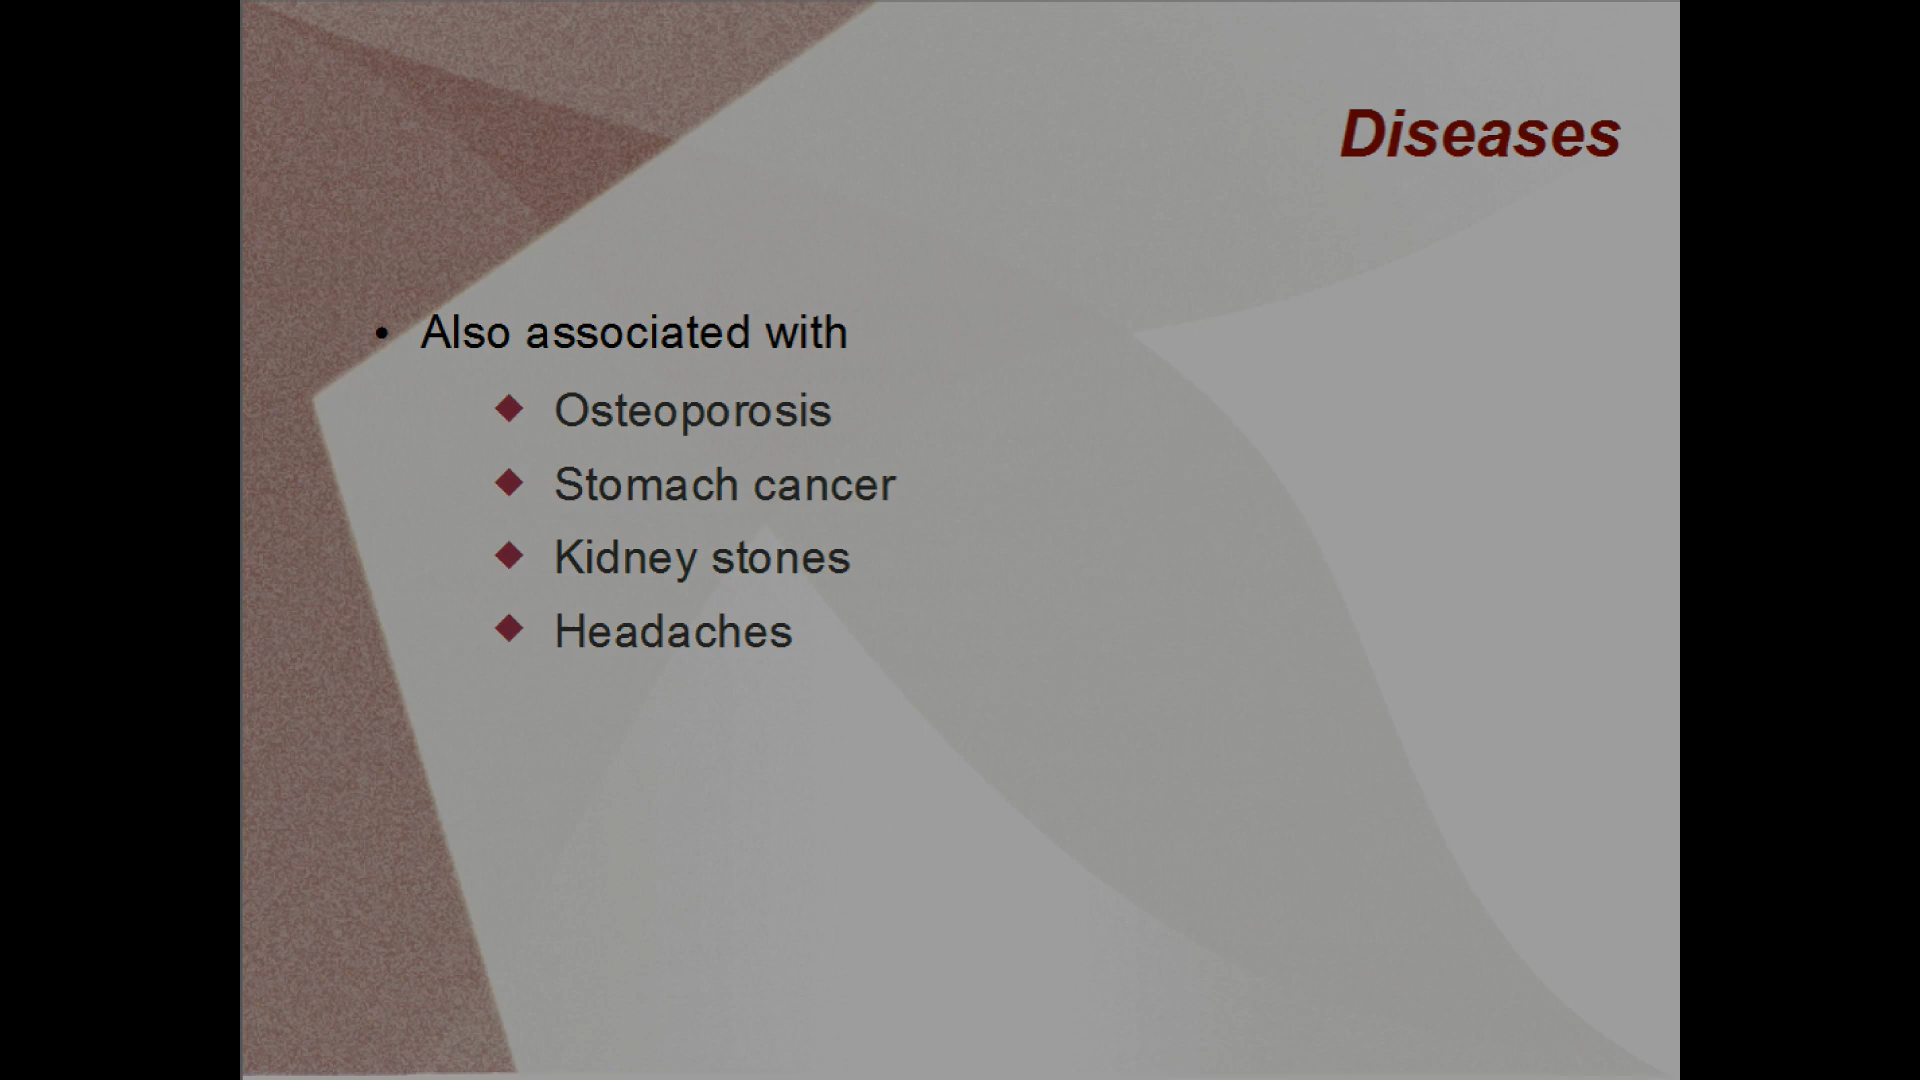 Diseases
• Also associated with
◆ Osteoporosis
◆ Stomach cancer
◆ Kidney stones
◆ Headaches